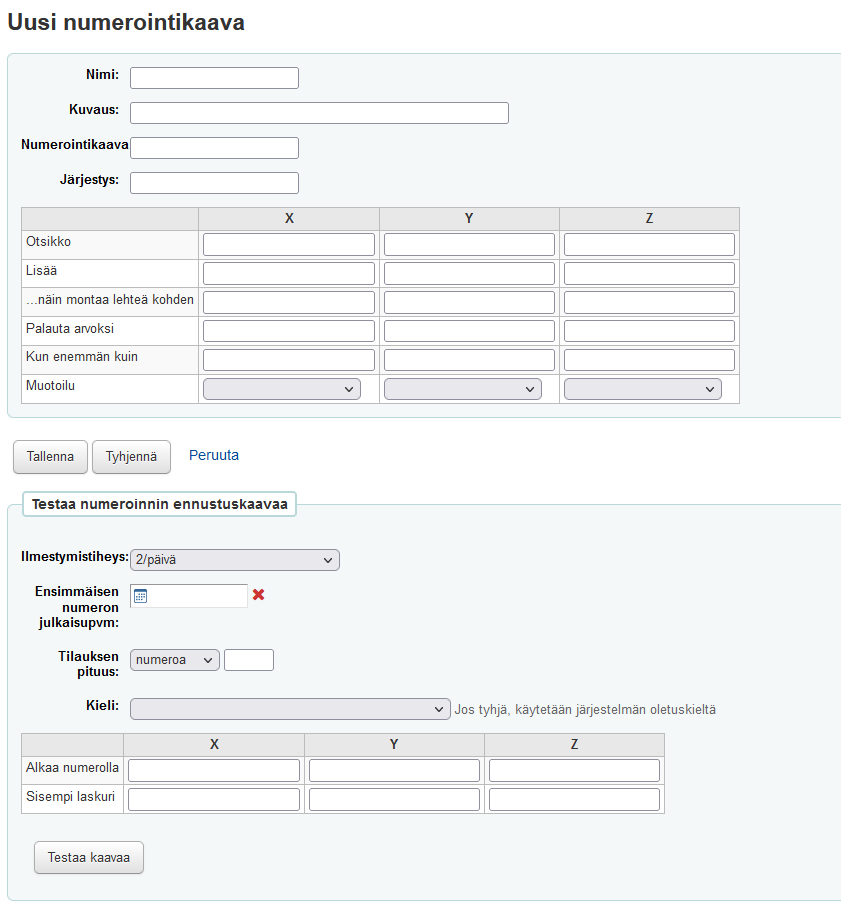 Uusi numerointikaava
Nimi:
Kuvaus:
Numerointikaava
Järjestys:
X Y Z
Otsikko
Lisää
...näin montaa lehteä kohden
Palauta arvoksi
Kun enemmän kuin
Muotoilu
Tallenna Tyhjennä Peruuta
Testaa numeroinnin ennustuskaavaa
Ilmestymistiheys: 2/päivä
Ensimmäisen
numeron
julkaisupvm:
Tilauksen numeroa
pituus:
Kieli: Jos tyhjä, käytetään järjestelmän oletuskieltä
X Y Z
Alkaa numerolla
Sisempi laskuri
Testaa kaavaa